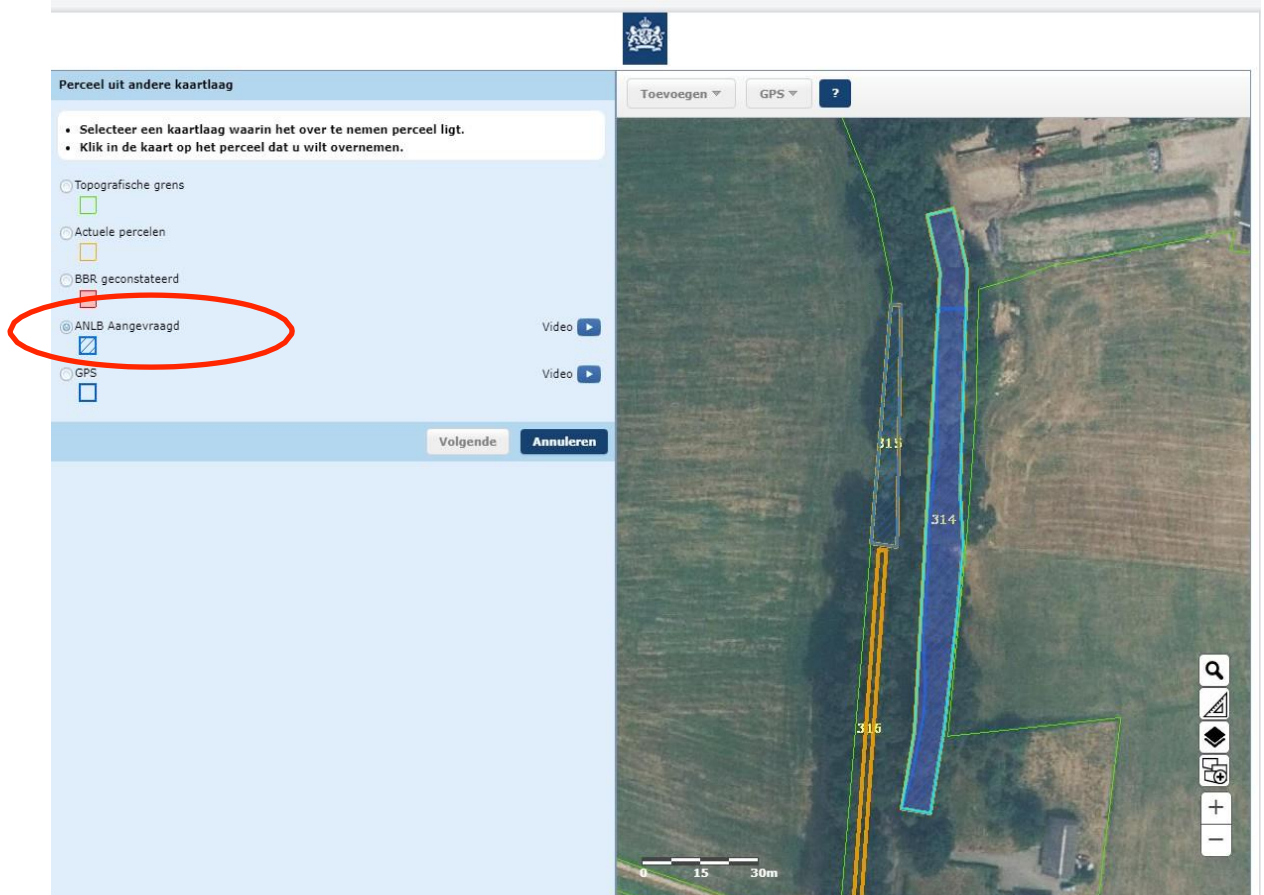 Perceel uit andere kaartlaag
• Selecteer een kaartlaag waarin het over te nemen perceel ligt.
• Klik in de kaart op het perceel dat u wilt overnemen.
Topografische grens
Actuele percelen
BBR geconstateerd
ANLB Aangevraagd
Video
GPS
Video
Volgende
Annuleren
Toevoegen
GPS
?
315
314
316
0 15 30m
+
−